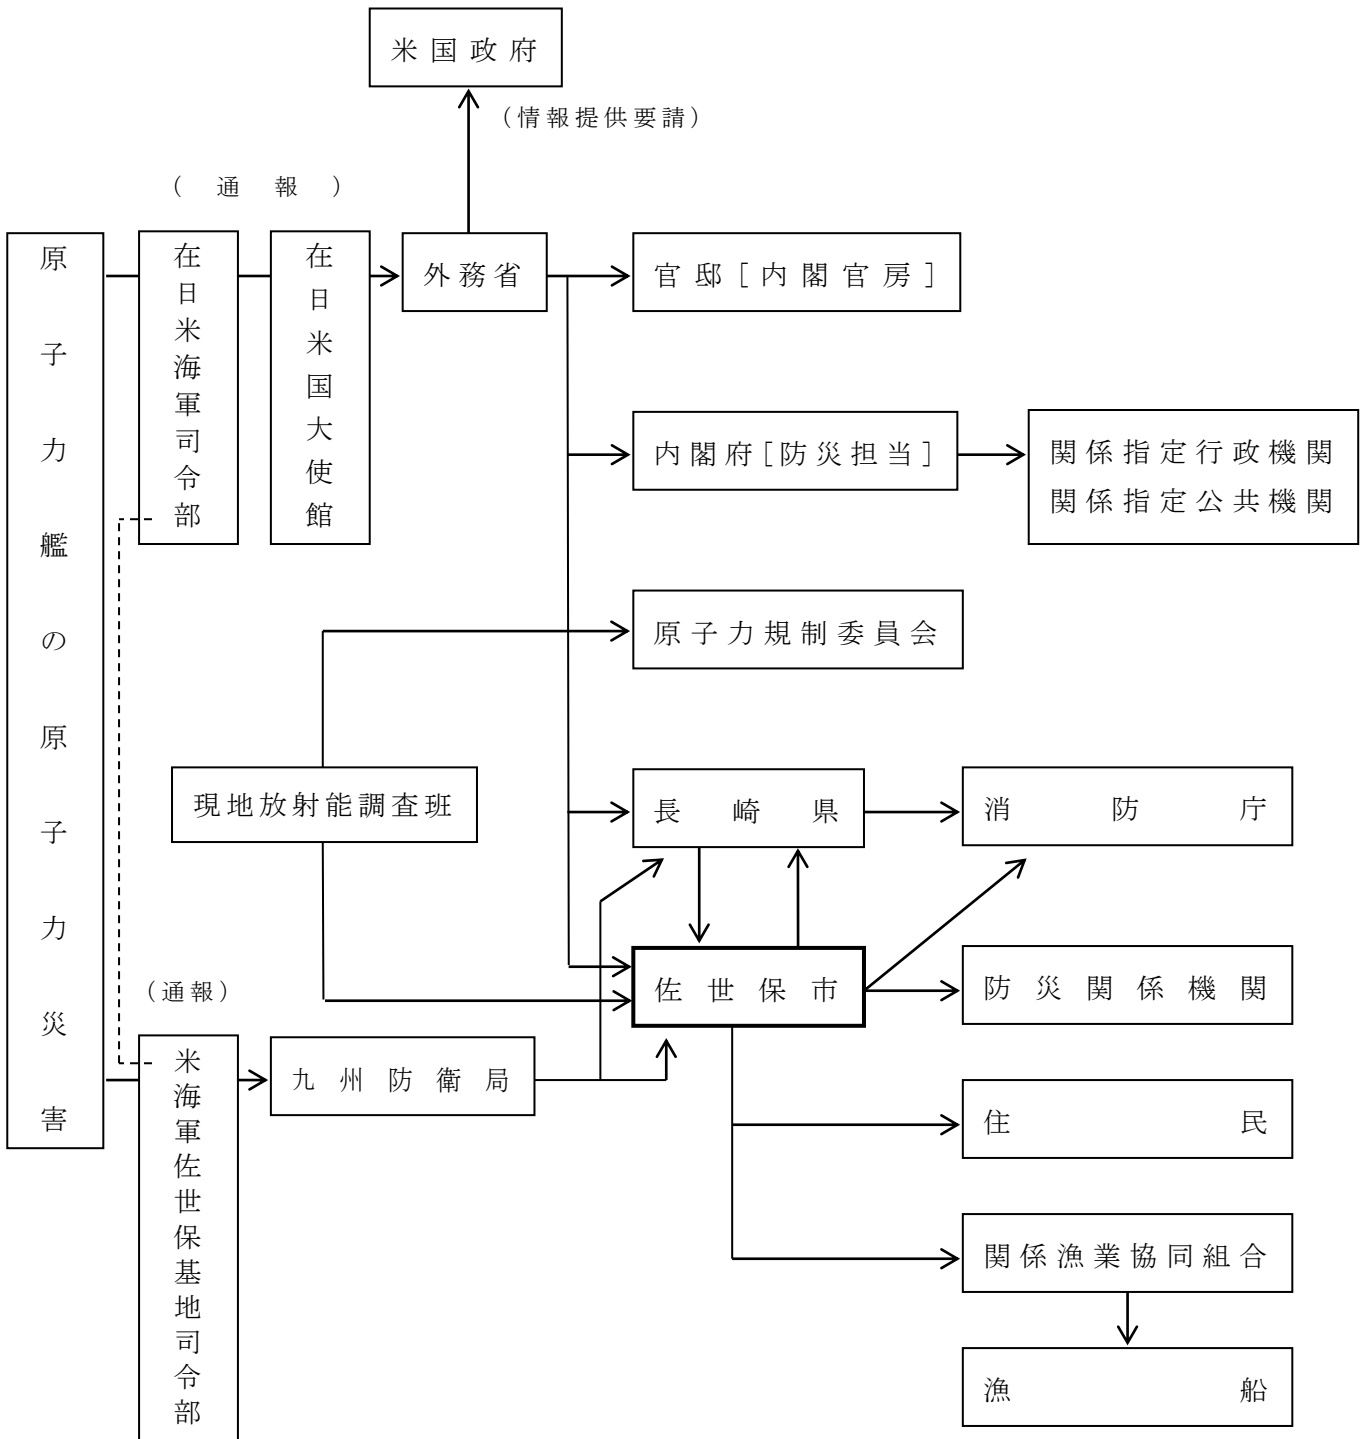 米国政府
（情報提供要請）
（通報）
原子力艦の原子力災害
在日米海軍司令部
在日米国大使館
外務省
官邸［内閣官房］
内閣府［防災担当］
関係指定行政機関
関係指定公共機関
原子力規制委員会
現地放射能調査班
長崎県
消防庁
佐世保市
防災関係機関
（通報）
米海軍佐世保基地司令部
九州防衛局
住民
関係漁業協同組合
漁船